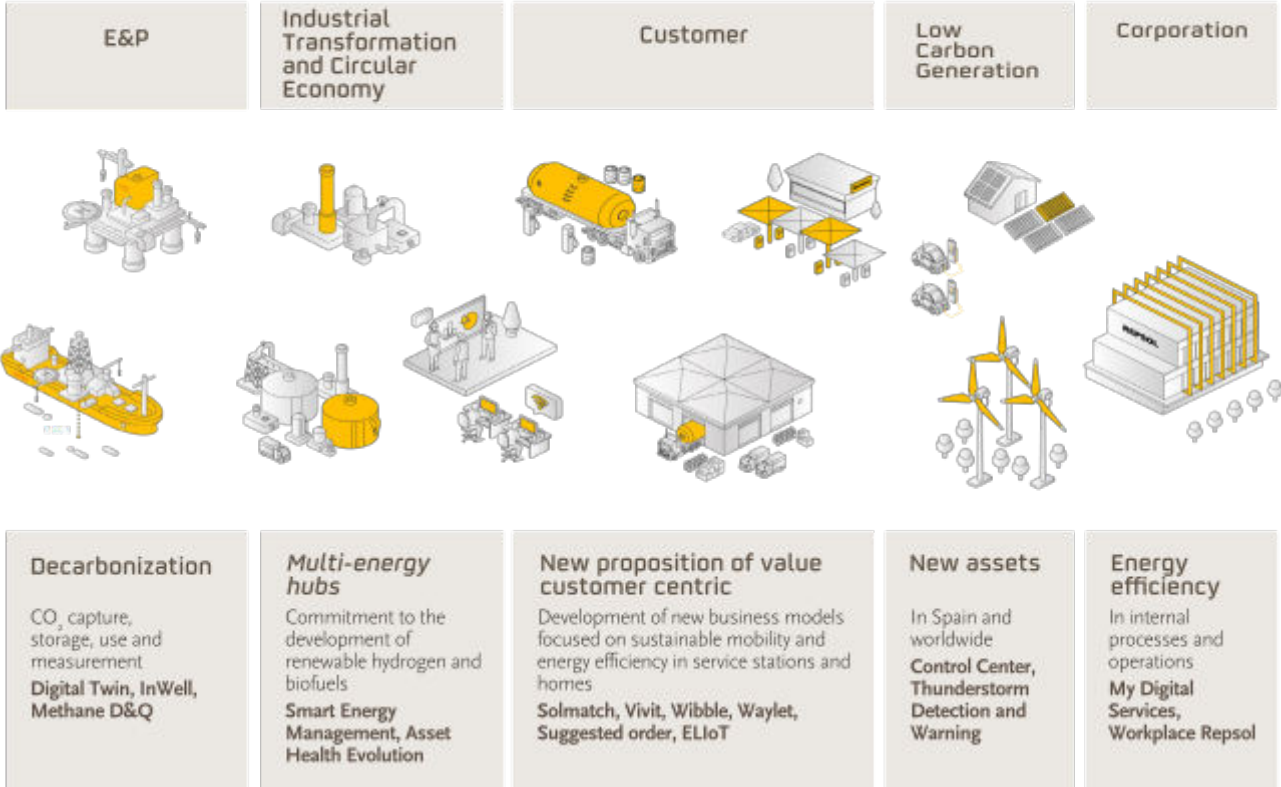 E&P
Industrial
Transformation
and Circular
Economy
Customer
Low
Carbon
Generation
Corporation
REPSOL
Decarbonization
CO₂ capture,
storage, use and
measurement
Digital Twin, InWell,
Methane D&Q
Multi-energy
hubs
Commitment to the
development of
renewable hydrogen and
biofuels
Smart Energy
Management, Asset
Health Evolution
New proposition of value
customer centric
Development of new business models
focused on sustainable mobility and
energy efficiency in service stations and
homes
Solmatch, Vivit, Wibble, Waylet,
Suggested order, ELIoT
New assets
In Spain and
worldwide
Control Center,
Thunderstorm
Detection and
Warning
Energy
efficiency
In internal
processes and
operations
My Digital
Services,
Workplace Repsol